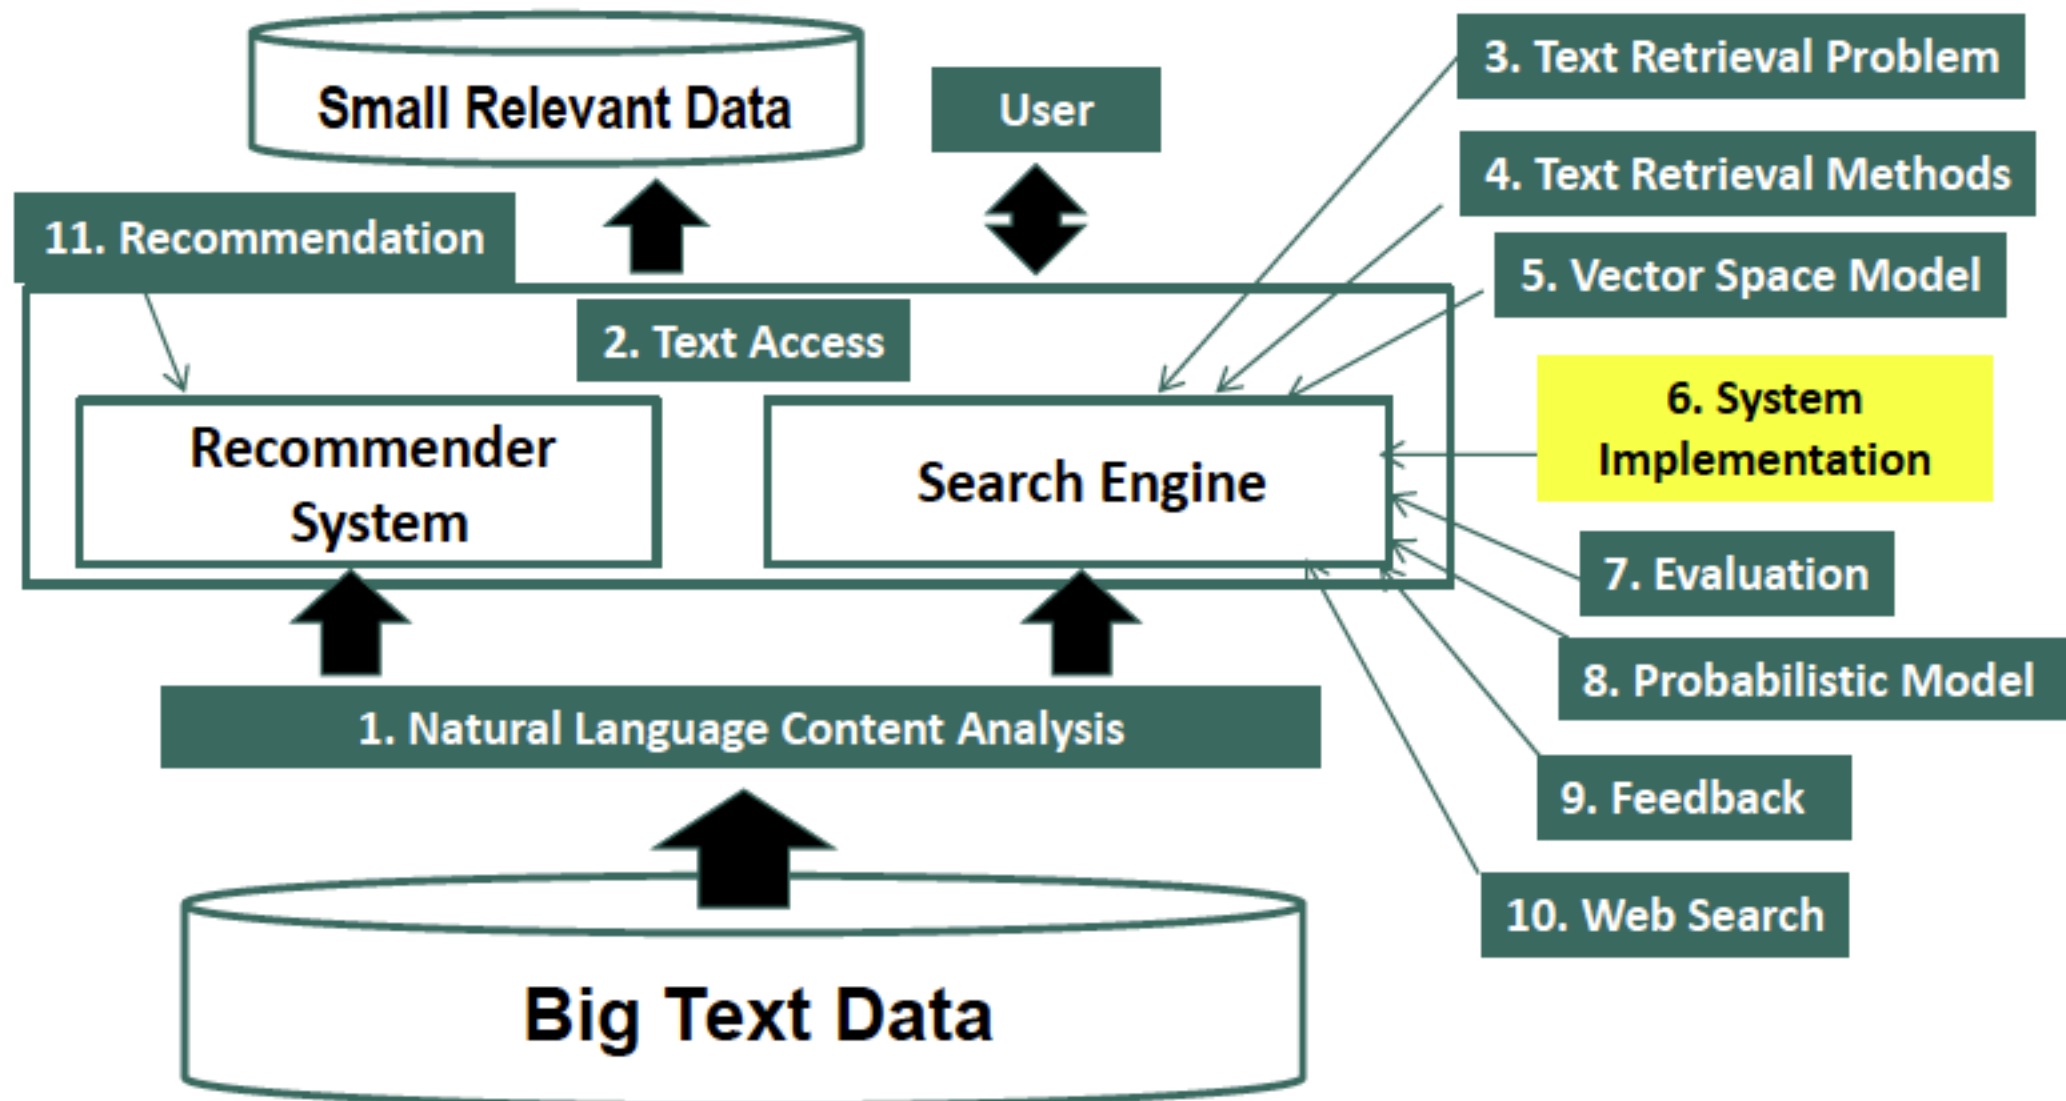 Small Relevant Data
User
3. Text Retrieval Problem
4. Text Retrieval Methods
11. Recommendation
5. Vector Space Model
2. Text Access
6. System
Implementation
Recommender
System
Search Engine
7. Evaluation
8. Probabilistic Model
1. Natural Language Content Analysis
9. Feedback
10. Web Search
Big Text Data